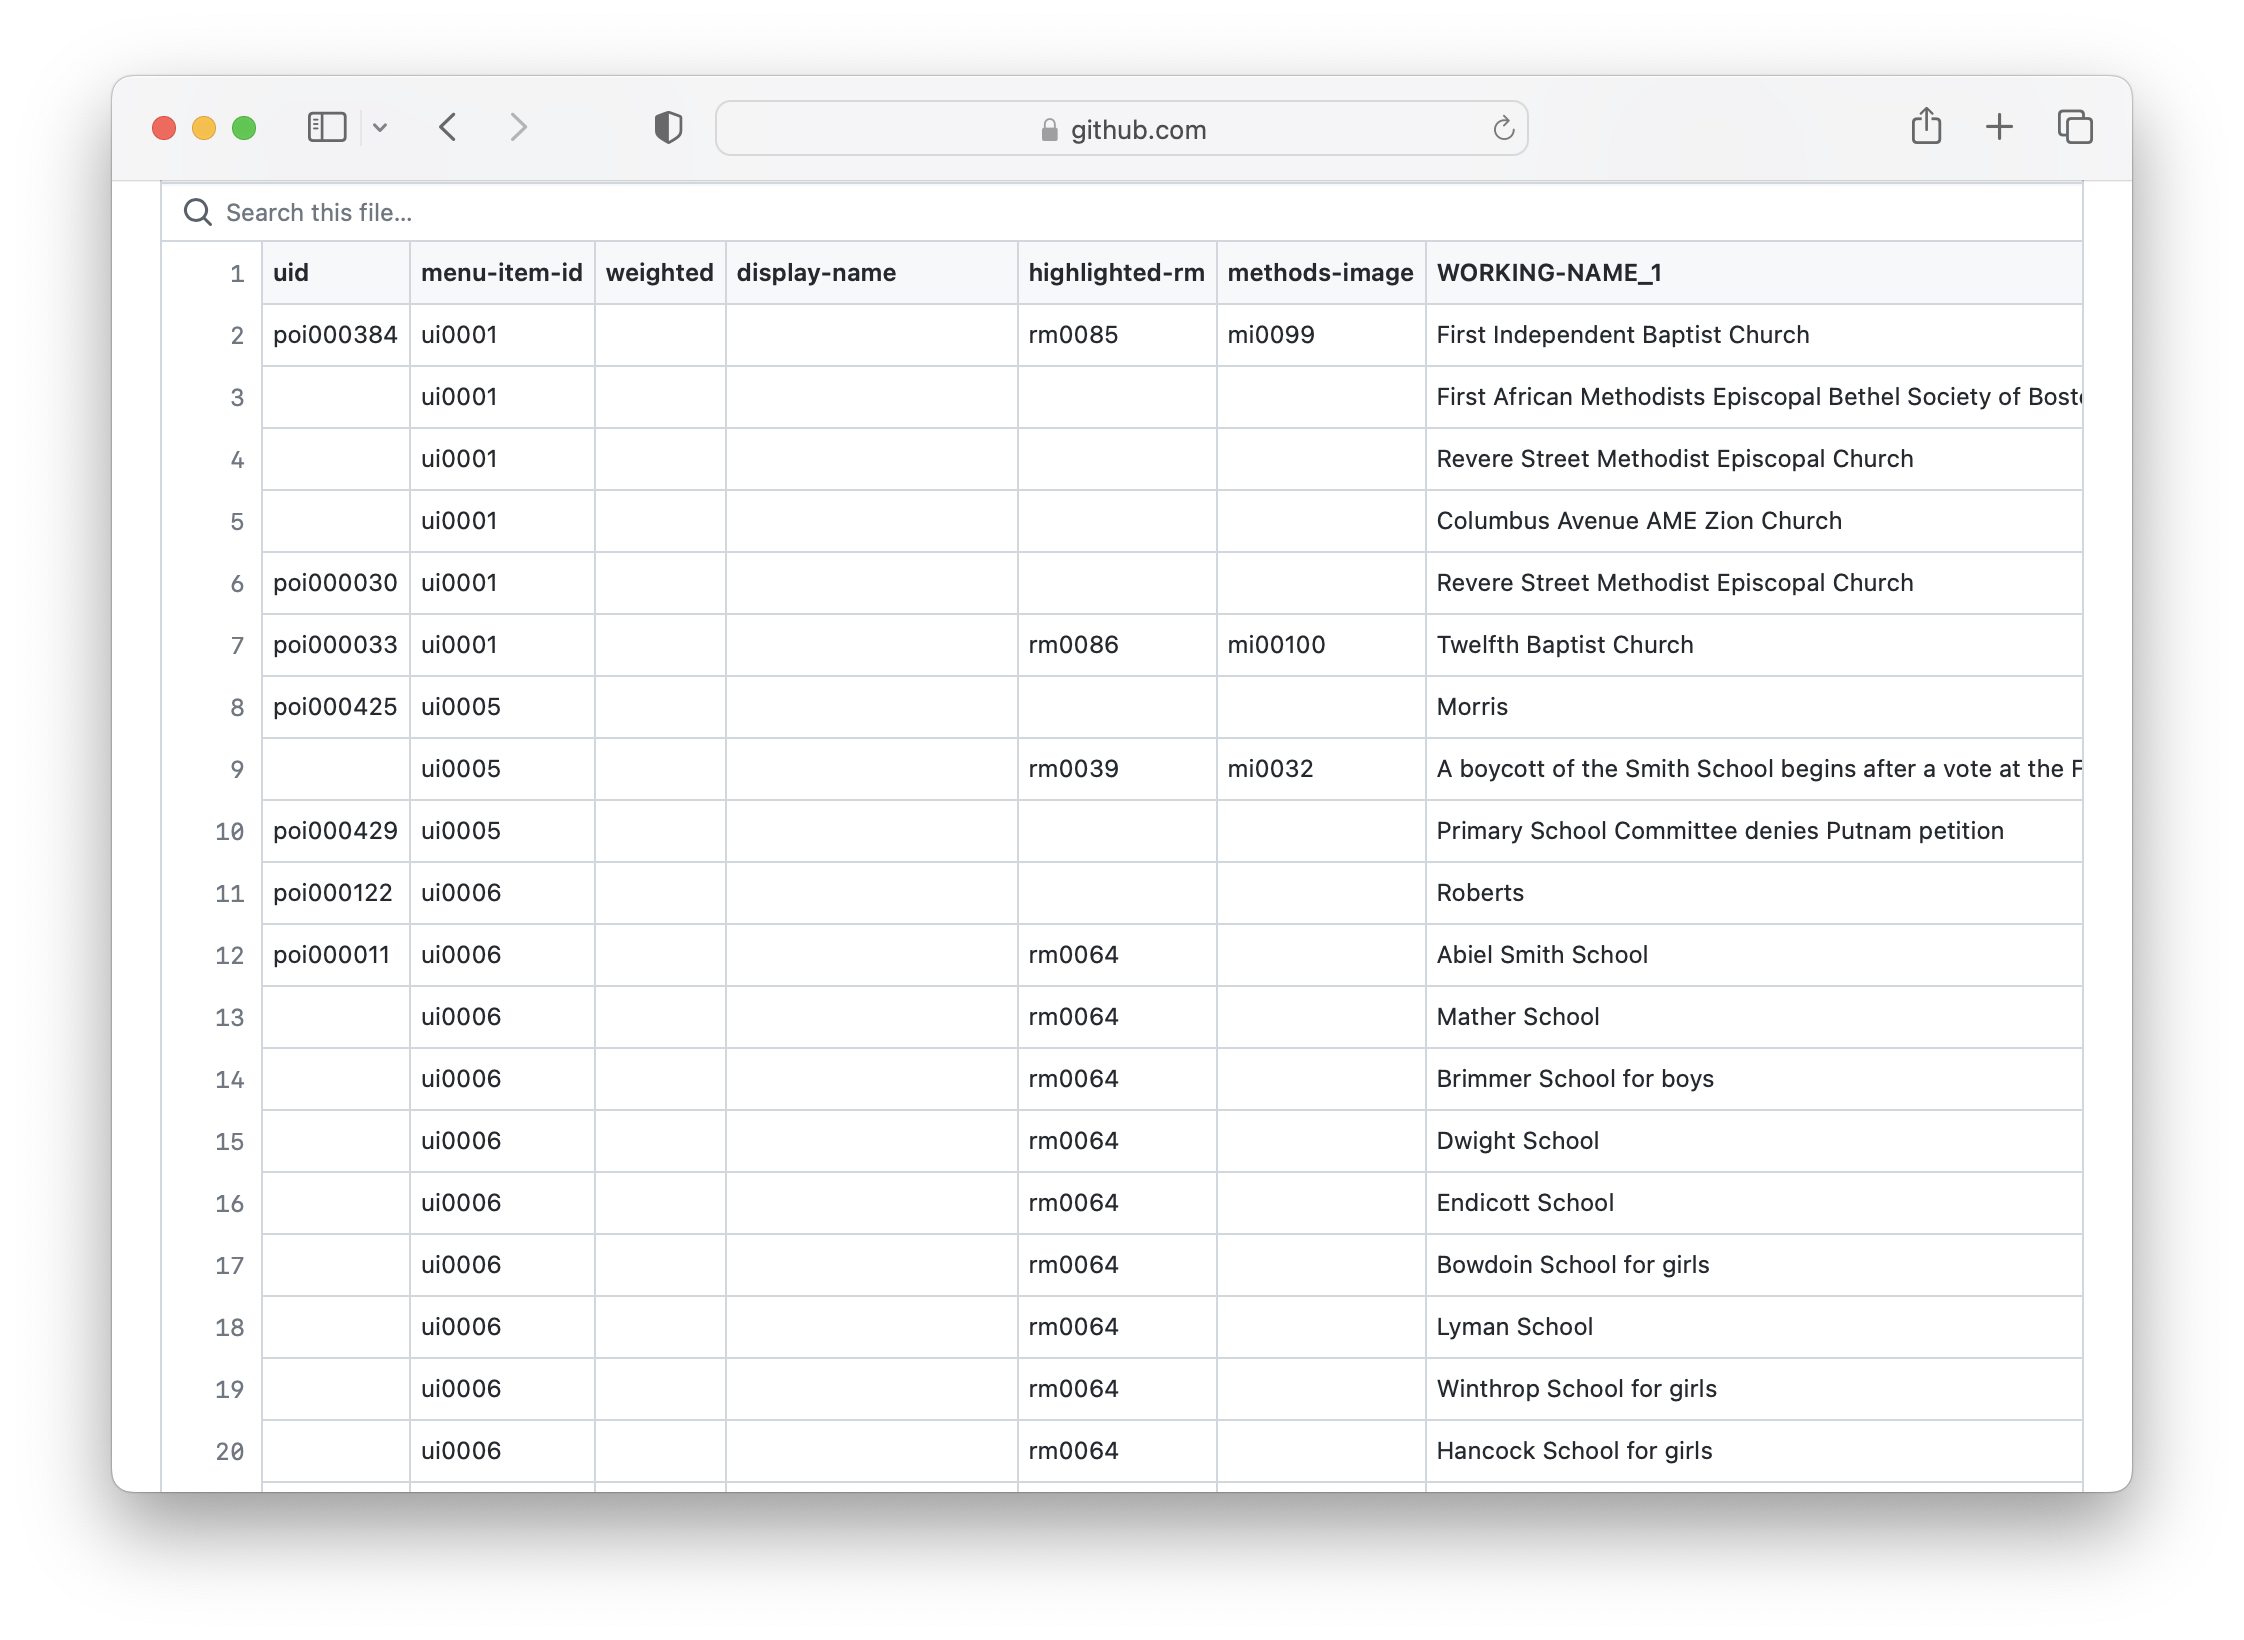 github.com
Search this file...
1 uid menu-item-id weighted display-name highlighted-rm methods-image WORKING-NAME_1
2 poi000384 ui0001 rm0085 mi0099 First Independent Baptist Church
3 ui0001 First African Methodists Episcopal Bethel Society of Bost
4 ui0001 Revere Street Methodist Episcopal Church
5 ui0001 Columbus Avenue AME Zion Church
6 poi000030 ui0001 Revere Street Methodist Episcopal Church
7 poi000033 ui0001 rm0086 mi00100 Twelfth Baptist Church
8 poi000425 ui0005 Morris
9 ui0005 rm0039 mi0032 A boycott of the Smith School begins after a vote at the F
10 poi000429 ui0005 Primary School Committee denies Putnam petition
11 poi000122 ui0006 Roberts
12 poi000011 ui0006 rm0064 Abiel Smith School
13 ui0006 rm0064 Mather School
14 ui0006 rm0064 Brimmer School for boys
15 ui0006 rm0064 Dwight School
16 ui0006 rm0064 Endicott School
17 ui0006 rm0064 Bowdoin School for girls
18 ui0006 rm0064 Lyman School
19 ui0006 rm0064 Winthrop School for girls
20 ui0006 rm0064 Hancock School for girls